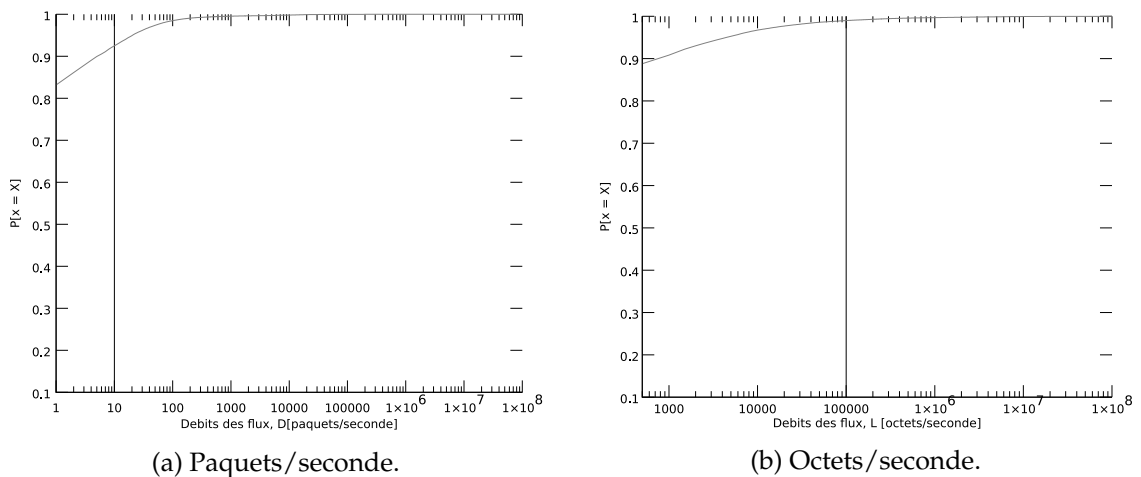 1
0.9
0.8
0.7
0.6
0.5
0.4
0.3
0.2
0.1
P[x = X]
1 10 100 1000 10000 100000 1×10^6 1×10^7 1×10^8
Debits des flux, D[paquets/seconde]
(a) Paquets/seconde.
1
0.9
0.8
0.7
0.6
0.5
0.4
0.3
0.2
0.1
P[x = X]
1000 10000 100000 1×10^6 1×10^7 1×10^8
Debits des flux, L [octets/seconde]
(b) Octets/seconde.